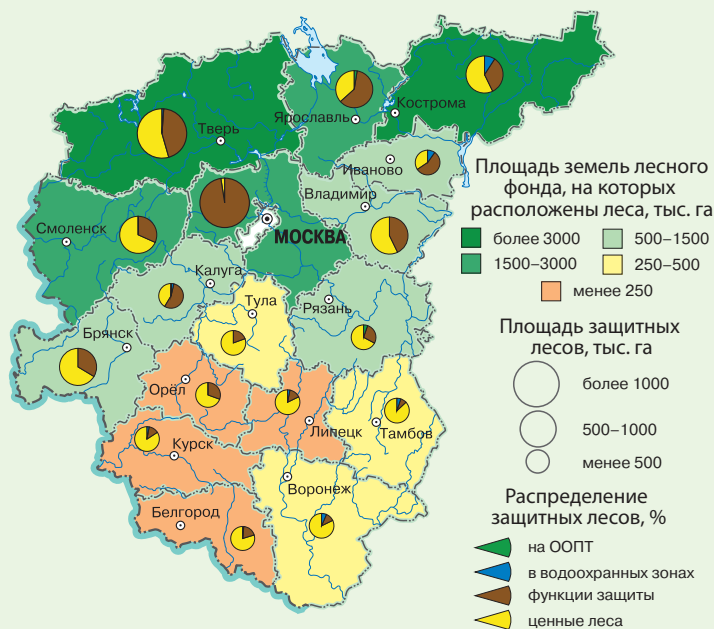 Тверь
Ярославль
Кострома
Иваново
Владимир
Смоленск
МОСКВА
Калуга
Тула
Рязань
Брянск
Орёл
Липецк
Тамбов
Курск
Воронеж
Белгород
Площадь земель лесного
фонда, на которых
расположены леса, тыс. га
более 3000
500–1500
1500–3000
250–500
менее 250
Площадь защитных
лесов, тыс. га
более 1000
500–1000
менее 500
Распределение
защитных лесов, %
на ООПТ
в водоохранных зонах
функции защиты
ценные леса